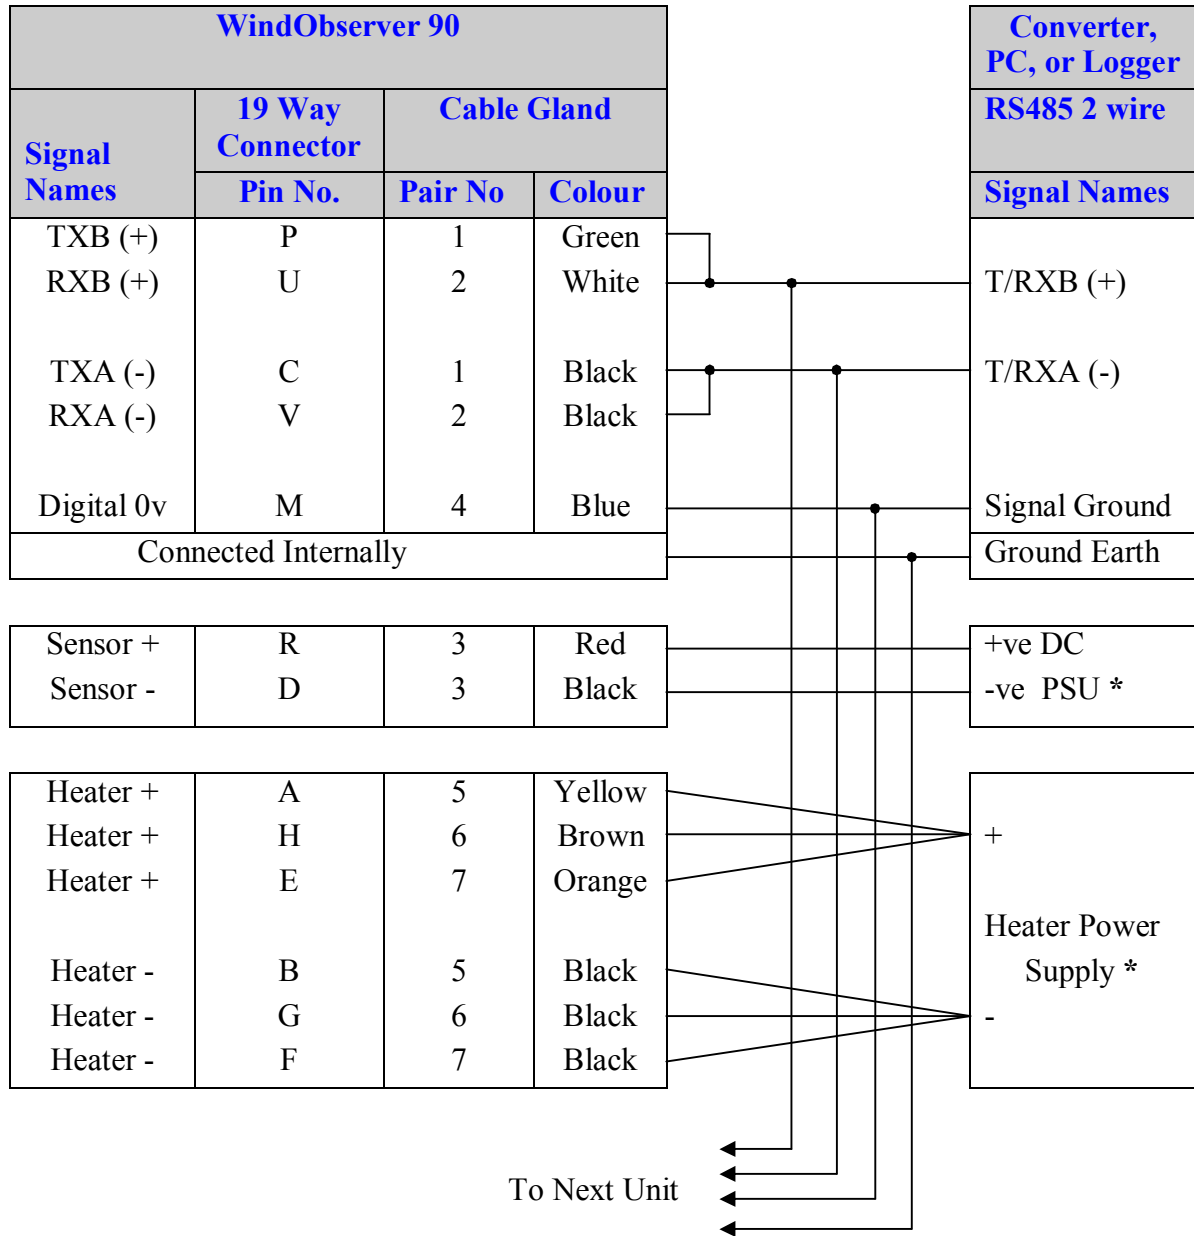 WindObserver 90
Converter,
PC, or Logger
Signal
Names
19 Way
Connector
Cable Gland
RS485 2 wire
Pin No.
Pair No
Colour
Signal Names
TXB (+) P 1 Green
RXB (+) U 2 White T/RXB (+)
TXA (-) C 1 Black T/RXA (-)
RXA (-) V 2 Black
Digital 0v M 4 Blue Signal Ground
Connected Internally Ground Earth
Sensor + R 3 Red +ve DC
Sensor - D 3 Black -ve PSU *
Heater + A 5 Yellow
Heater + H 6 Brown +
Heater + E 7 Orange
Heater Power
Heater - B 5 Black Supply *
Heater - G 6 Black -
Heater - F 7 Black
To Next Unit